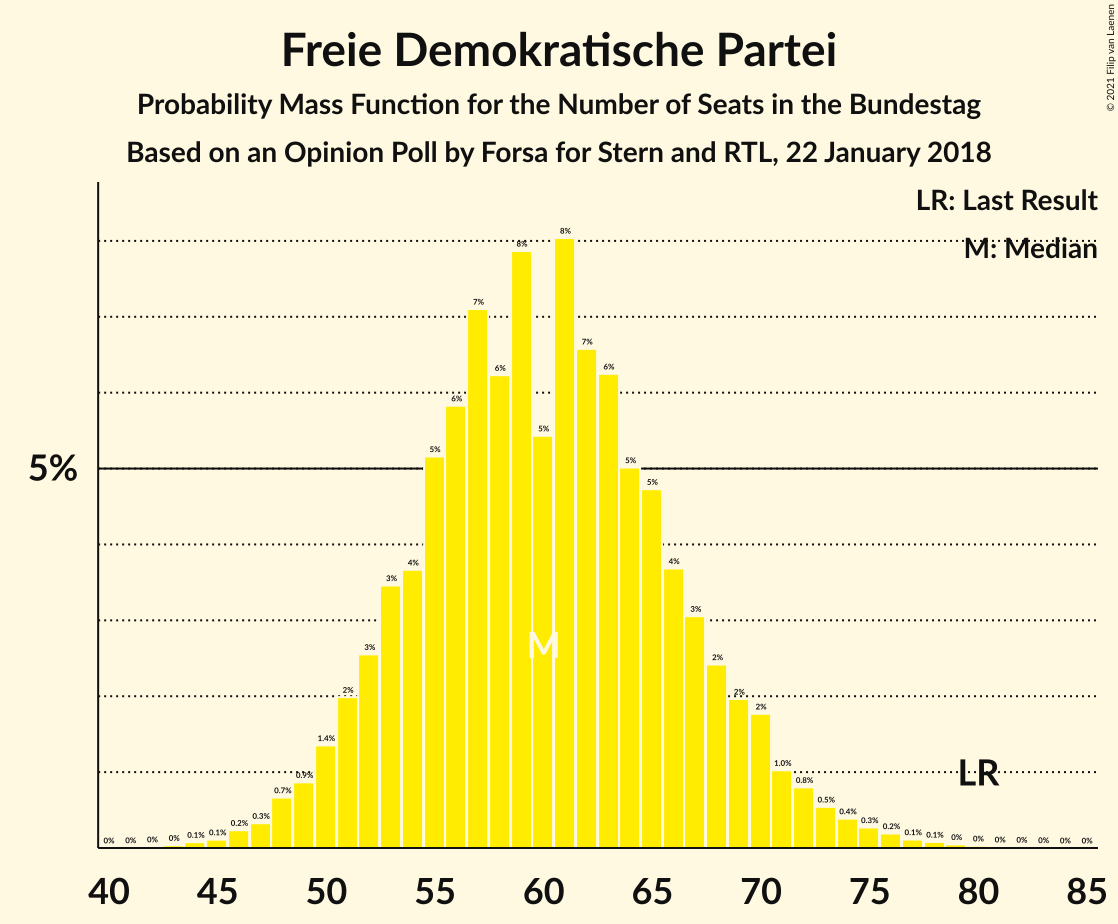 Freie Demokratische Partei
Probability Mass Function for the Number of Seats in the Bundestag
Based on an Opinion Poll by Forsa for Stern and RTL, 22 January 2018
© 2021 Filip van Laenen
LR: Last Result
M: Median
5%
0% 0% 0% 0% 0.1% 0.1% 0.2% 0.3% 0.7% 0.9% 1.4% 2% 3% 3% 4% 5% 6% 7% 6% 8% 5% 8% 7% 6% 5% 5% 4% 3% 2% 2% 2% 1.0% 0.8% 0.5% 0.4% 0.3% 0.2% 0.1% 0.1% 0% 0% 0% 0% 0% 0% 0%
M
LR
40 45 50 55 60 65 70 75 80 85